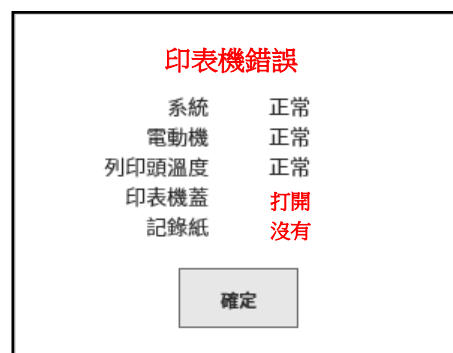 印表機錯誤
系統 正常
電動機 正常
列印頭溫度 正常
印表機蓋 打開
記錄紙 沒有
確定